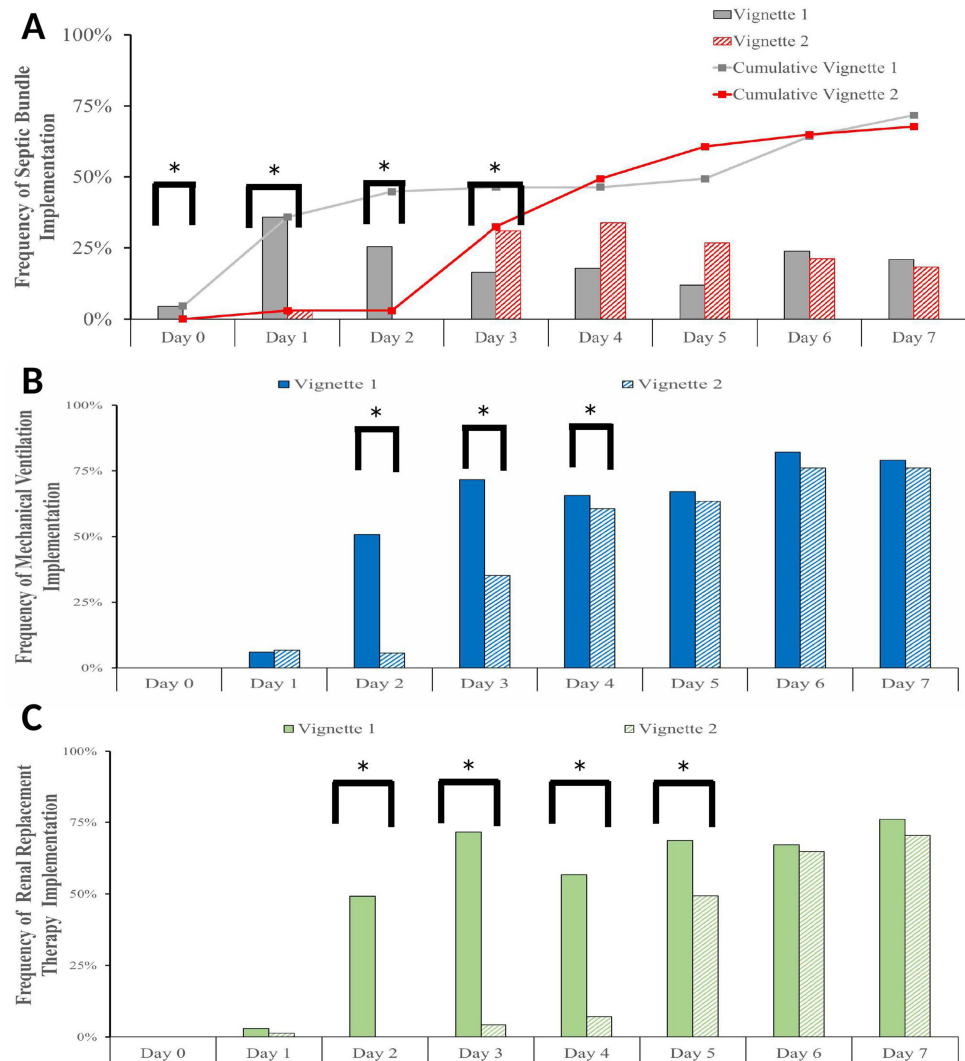 A
Frequency of Septic Bundle
Implementation
100%
75%
50%
25%
0%
Vignette 1
Vignette 2
Cumulative Vignette 1
Cumulative Vignette 2
* * * *
Day 0 Day 1 Day 2 Day 3 Day 4 Day 5 Day 6 Day 7
B
Frequency of Mechanical Ventilation
Implementation
Vignette 1 Vignette 2
100%
75%
50%
25%
0%
* * *
Day 0 Day 1 Day 2 Day 3 Day 4 Day 5 Day 6 Day 7
C
Frequency of Renal Replacement
Therapy Implementation
Vignette 1 Vignette 2
100%
75%
50%
25%
0%
* * * *
Day 0 Day 1 Day 2 Day 3 Day 4 Day 5 Day 6 Day 7